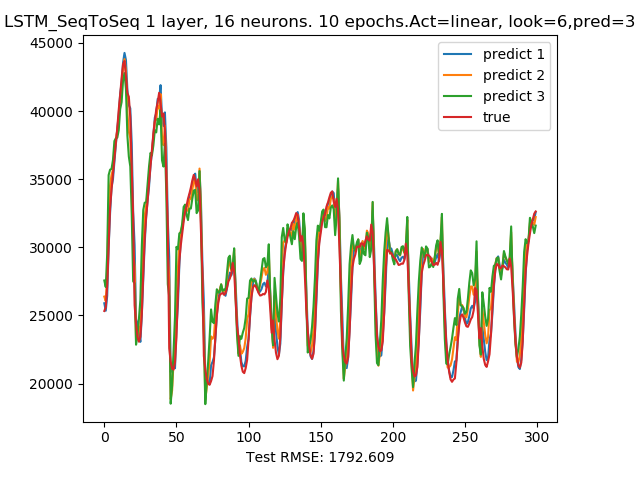 LSTM_SeqToSeq 1 layer, 16 neurons. 10 epochs.Act=linear, look=6,pred=3
45000
40000
35000
30000
25000
20000
predict 1
predict 2
predict 3
true
0 50 100 150 200 250 300
Test RMSE: 1792.609